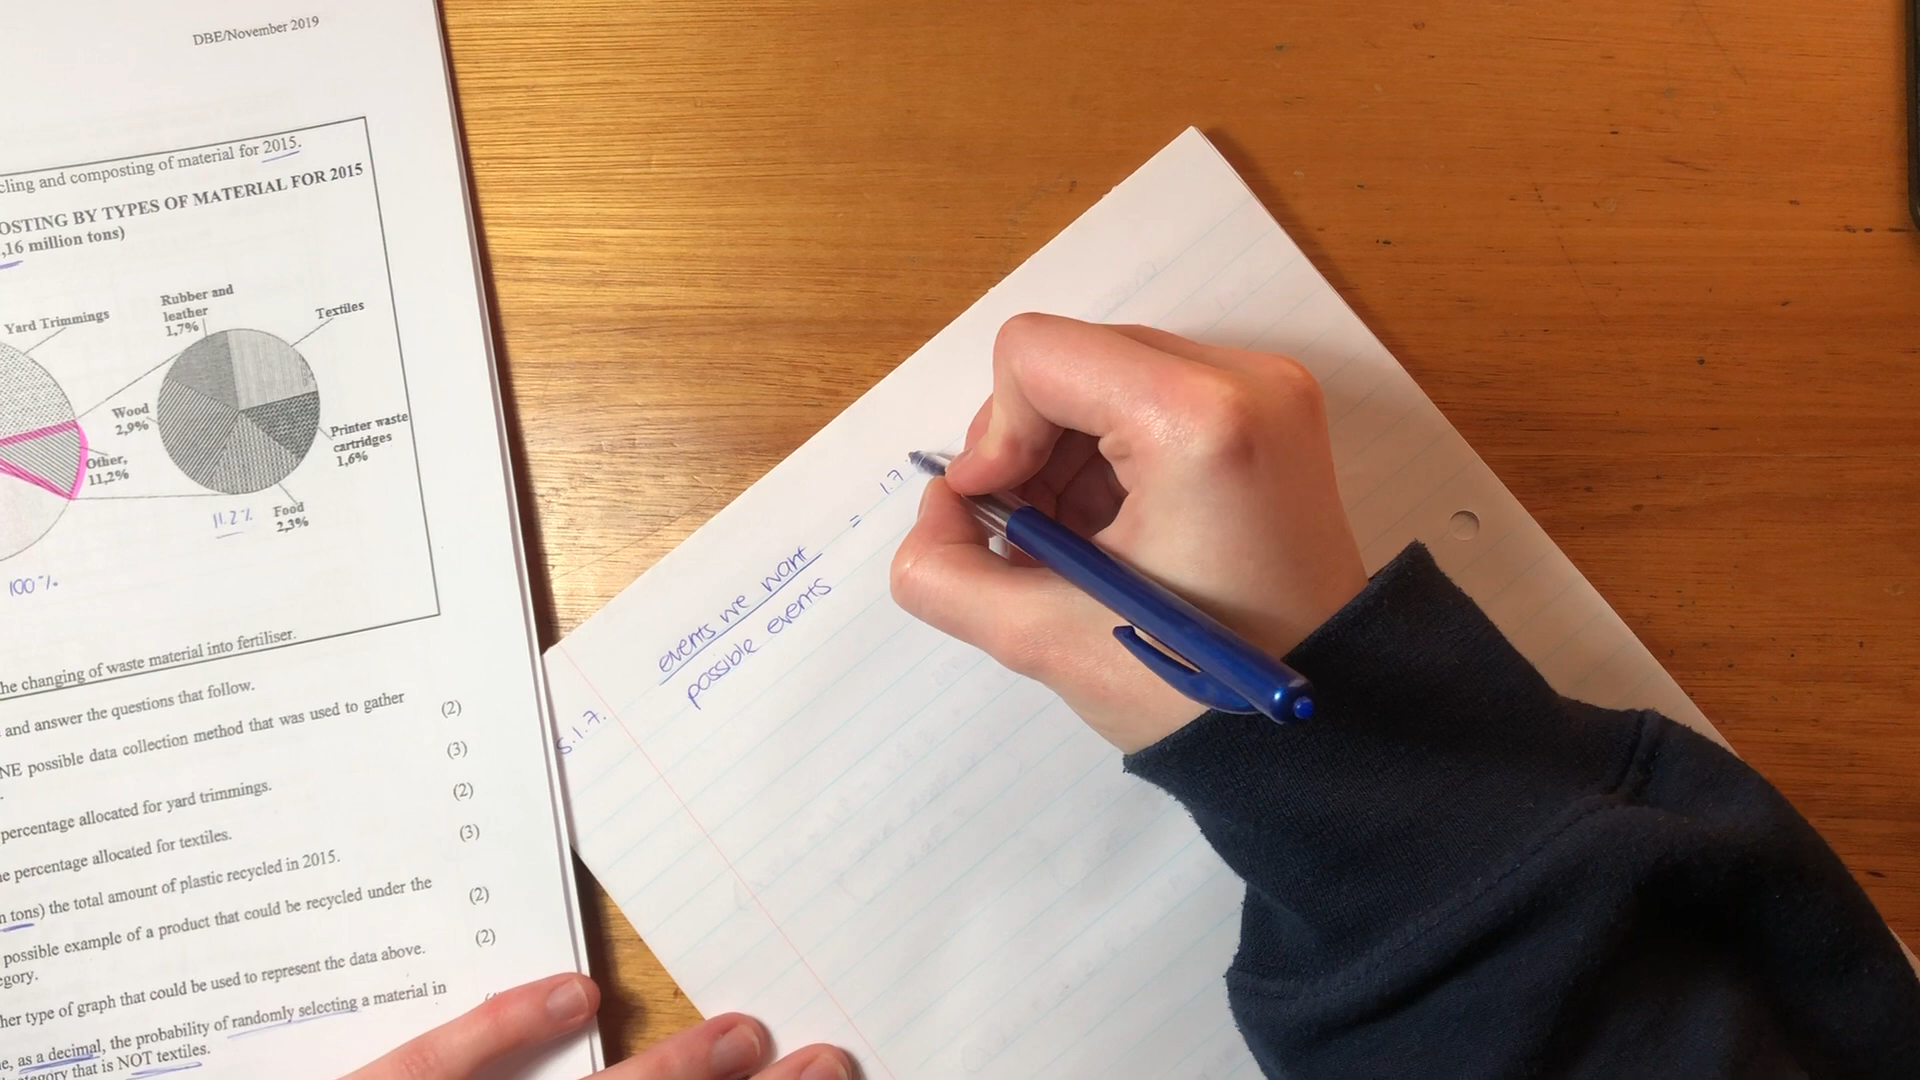 DBE/November 2019
cling and composting of material for 2015.
OSTING BY TYPES OF MATERIAL FOR 2015
,16 million tons)
Yard Trimmings
Rubber and
leather
1,7%
Textiles
Wood
2,9%
Printer waste
cartridges
1,6%
Other,
11,2%
Food
2,3%
11.2%
100%
he changing of waste material into fertiliser.
and answer the questions that follow.
NE possible data collection method that was used to gather (2)
(3)
percentage allocated for yard trimmings. (2)
e percentage allocated for textiles. (3)
n tons) the total amount of plastic recycled in 2015.
possible example of a product that could be recycled under the (2)
egory.
her type of graph that could be used to represent the data above. (2)
e, as a decimal, the probability of randomly selecting a material in
ategory that is NOT textiles.
5.1.7.
events we want
possible events
= 1.7